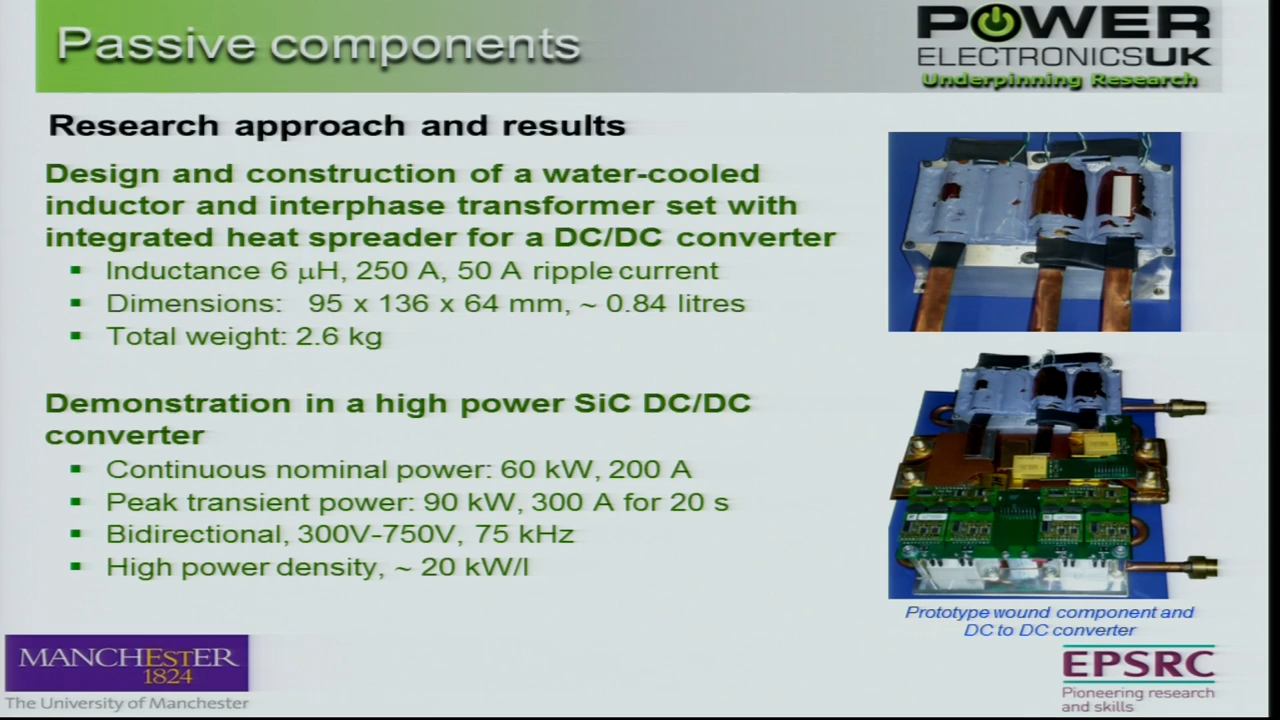 Passive components
POWER
ELECTRONICSUK
Underpinning Research
Research approach and results
Design and construction of a water-cooled
inductor and interphase transformer set with
integrated heat spreader for a DC/DC converter
▪ Inductance 6 µH, 250 A, 50 A ripple current
▪ Dimensions: 95 x 136 x 64 mm, ~ 0.84 litres
▪ Total weight: 2.6 kg
Demonstration in a high power SiC DC/DC
converter
▪ Continuous nominal power: 60 kW, 200 A
▪ Peak transient power: 90 kW, 300 A for 20 s
▪ Bidirectional, 300V-750V, 75 kHz
▪ High power density, ~ 20 kW/l
Prototype wound component and
DC to DC converter
MANCHESTER
1824
The University of Manchester
EPSRC
Pioneering research
and skills